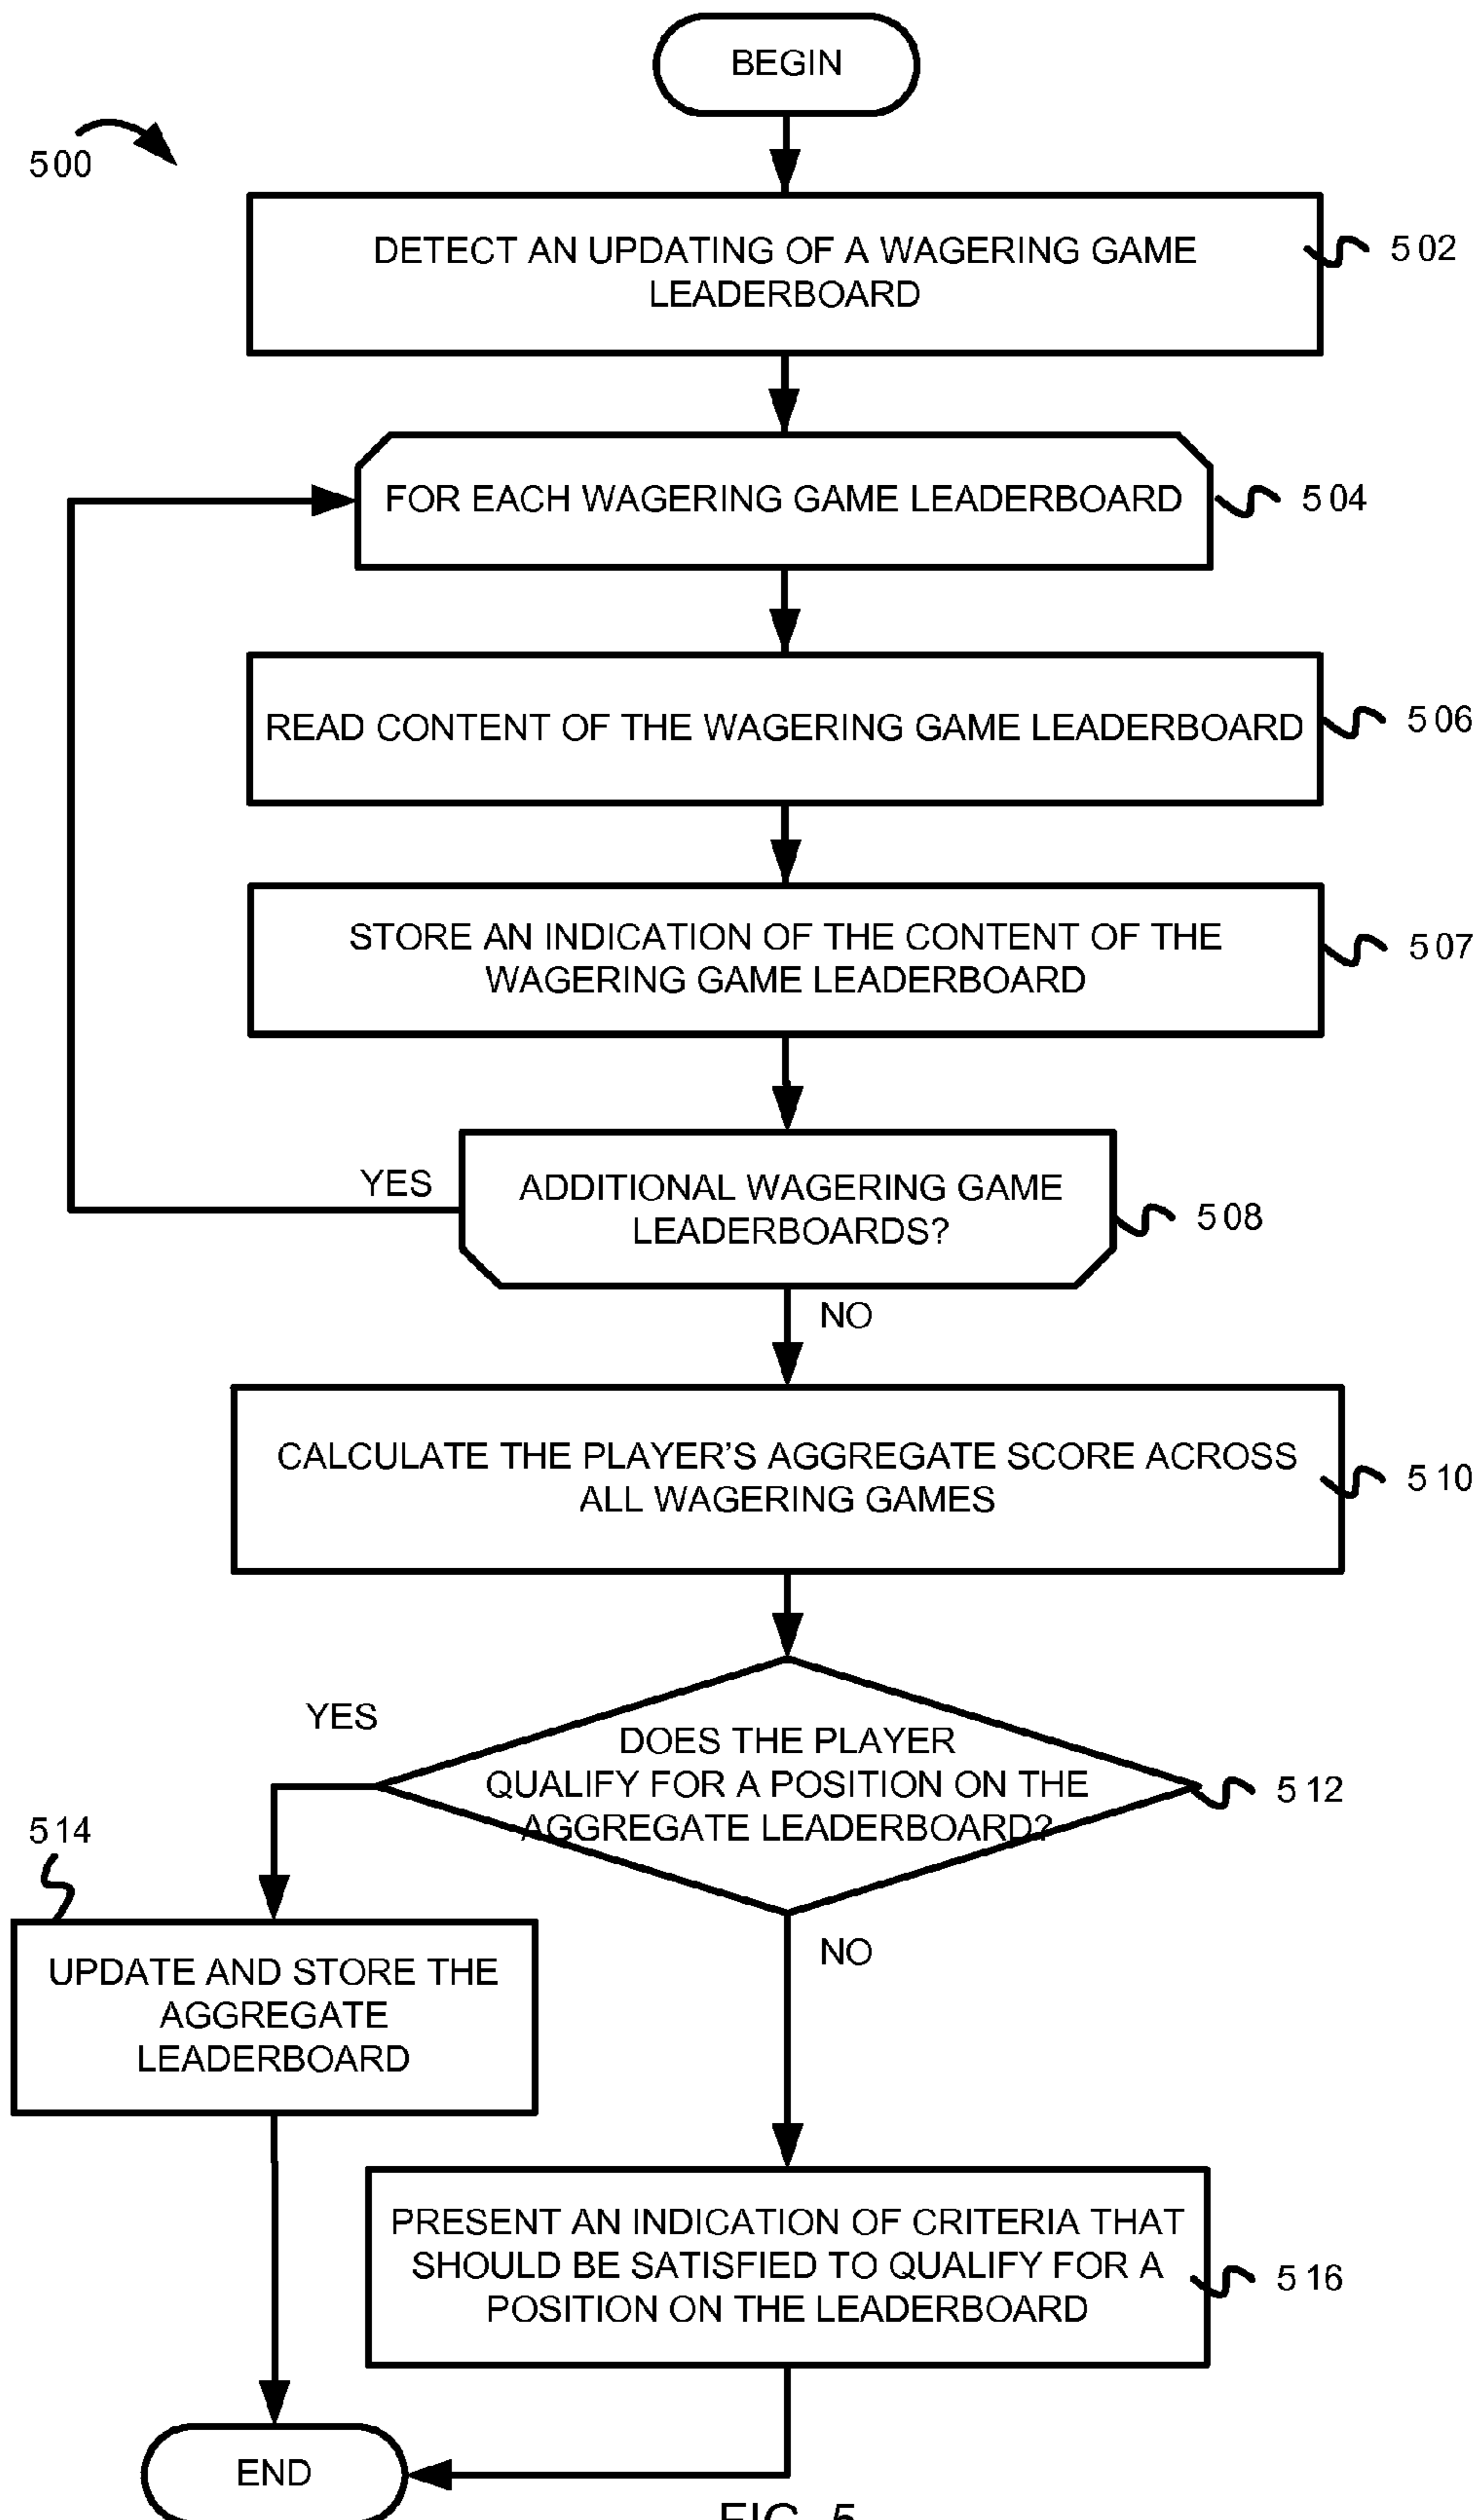 BEGIN
500
DETECT AN UPDATING OF A WAGERING GAME
LEADERBOARD
502
FOR EACH WAGERING GAME LEADERBOARD
504
READ CONTENT OF THE WAGERING GAME LEADERBOARD
506
STORE AN INDICATION OF THE CONTENT OF THE
WAGERING GAME LEADERBOARD
507
YES
ADDITIONAL WAGERING GAME
LEADERBOARDS?
508
NO
CALCULATE THE PLAYER'S AGGREGATE SCORE ACROSS
ALL WAGERING GAMES
510
YES
DOES THE PLAYER
QUALIFY FOR A POSITION ON THE
AGGREGATE LEADERBOARD?
512
514
NO
UPDATE AND STORE THE
AGGREGATE
LEADERBOARD
PRESENT AN INDICATION OF CRITERIA THAT
SHOULD BE SATISFIED TO QUALIFY FOR A
POSITION ON THE LEADERBOARD
516
END
FIG. 5